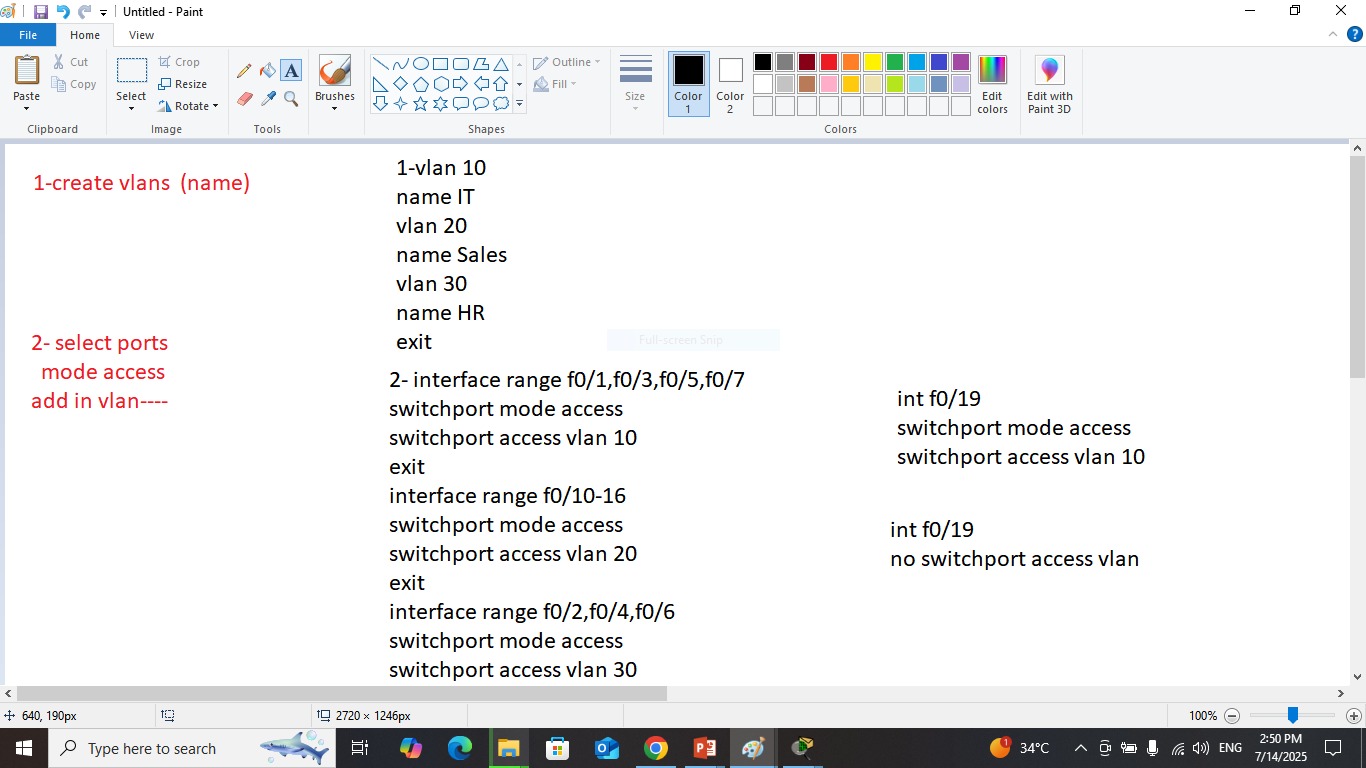 Untitled - Paint
File
Home
View
Paste
Cut
Copy
Clipboard
Select
Crop
Resize
Rotate
Image
A
Tools
Brushes
Outline
Fill
Shapes
Size
Color 1
Color 2
Edit colors
Colors
Edit with Paint 3D
1-create vlans (name)
2- select ports
mode access
add in vlan----
1-vlan 10
name IT
vlan 20
name Sales
vlan 30
name HR
exit
Full-screen Snip
2- interface range f0/1,f0/3,f0/5,f0/7
switchport mode access
switchport access vlan 10
exit
interface range f0/10-16
switchport mode access
switchport access vlan 20
exit
interface range f0/2,f0/4,f0/6
switchport mode access
switchport access vlan 30
int f0/19
switchport mode access
switchport access vlan 10
int f0/19
no switchport access vlan
640, 190px
2720 × 1246px
100%
Type here to search
34°C
ENG
2:50 PM
7/14/2025